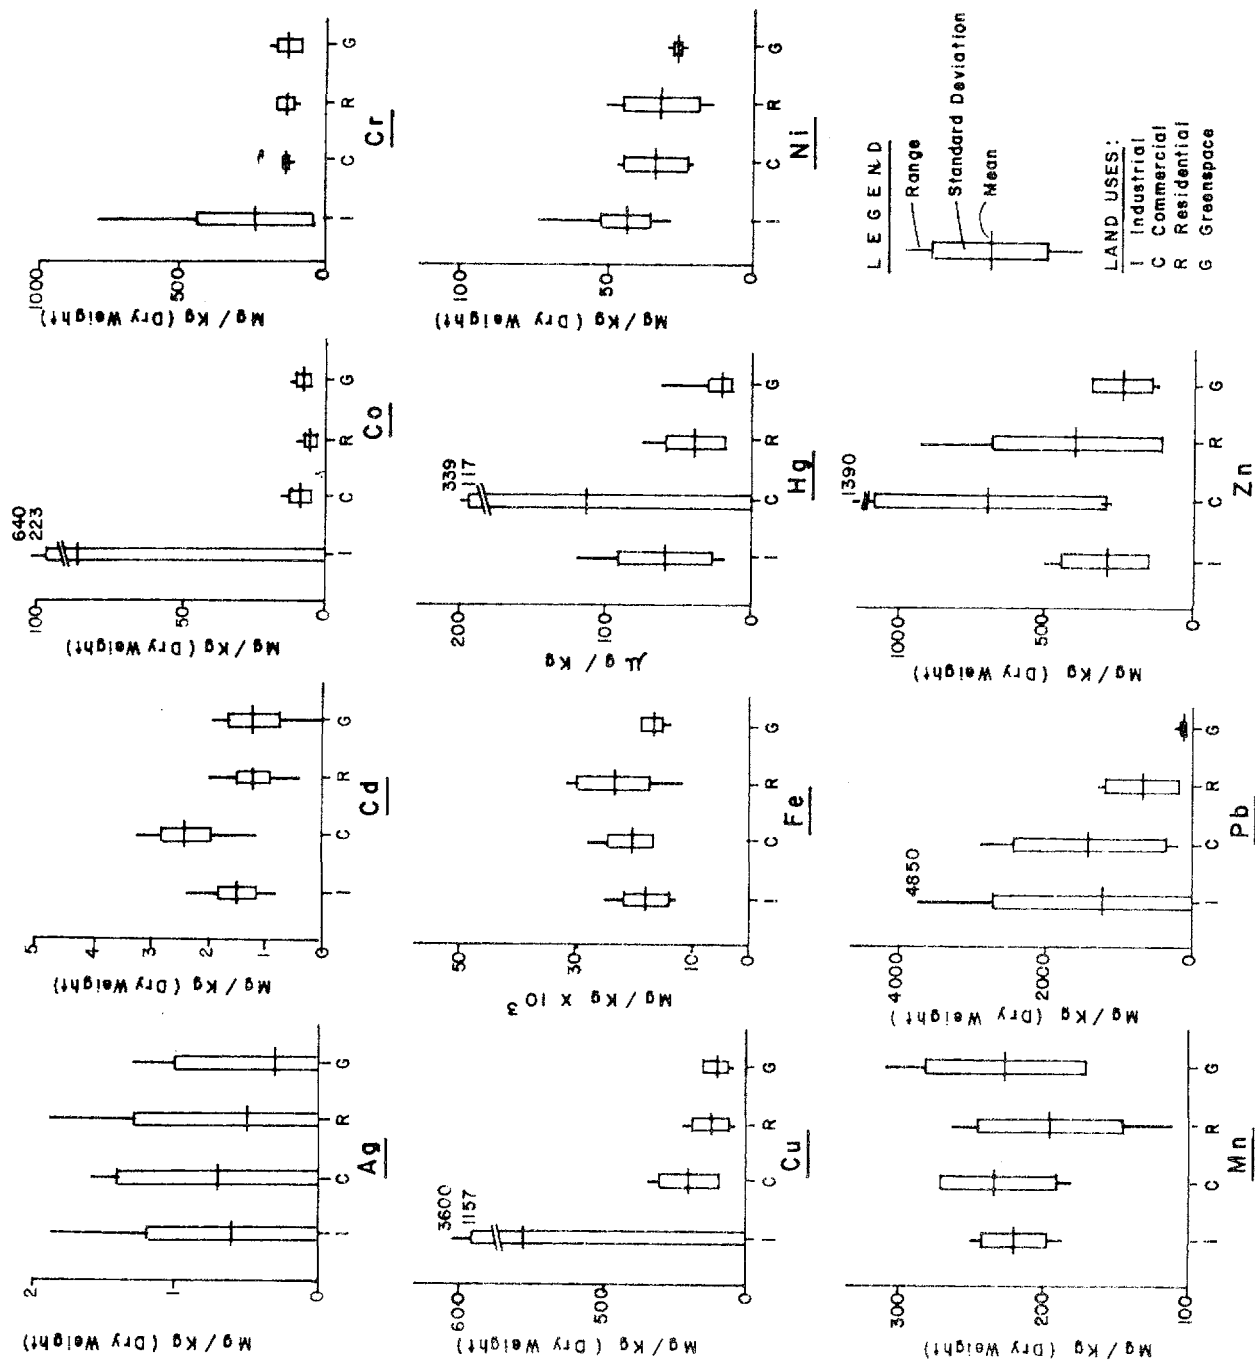 Mg/Kg (Dry Weight)
2
1
0
I C R G
Ag
Mg/Kg (Dry Weight)
5
4
3
2
1
0
I C R G
Cd
Mg/Kg (Dry Weight)
100
50
0
640
223
I C R G
Co
Mg/Kg (Dry Weight)
1000
500
0
I C R G
Cr
Mg/Kg (Dry Weight)
600
500
0
3600
1157
I C R G
Cu
Mg/Kg X 10³
50
30
10
0
I C R G
Fe
μg/Kg
200
100
0
339
117
I C R G
Hg
Mg/Kg (Dry Weight)
100
50
0
I C R G
Ni
Mg/Kg (Dry Weight)
300
200
100
I C R G
Mn
Mg/Kg (Dry Weight)
4000
2000
0
4850
I C R G
Pb
Mg/Kg (Dry Weight)
1000
500
0
1390
I C R G
Zn
LEGEND
Range
Standard Deviation
Mean
LAND USES:
I Industrial
C Commercial
R Residential
G Greenspace